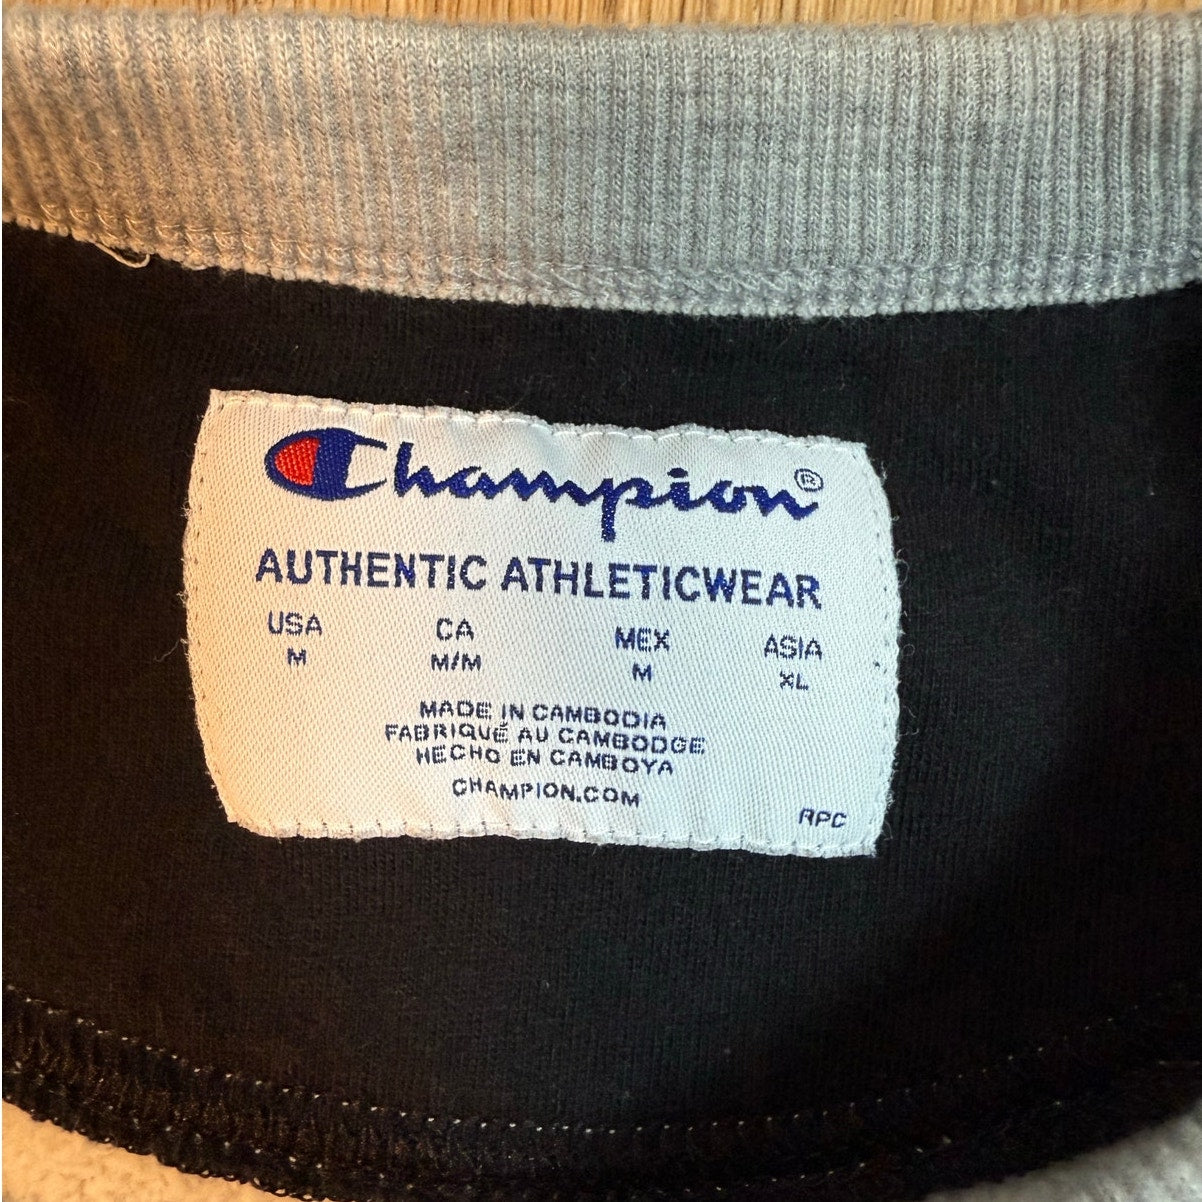 Champion®
AUTHENTIC ATHLETICWEAR
USA CA MEX ASIA
M M/M M XL
MADE IN CAMBODIA
FABRIQUÉ AU CAMBODGE
HECHO EN CAMBOYA
CHAMPION.COM
RPC